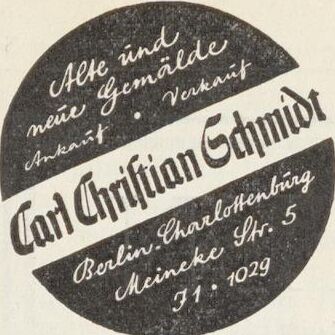 Alte und
neue Gemälde
Ankauf · Verkauf
Carl Christian Schmidt
Berlin-Charlottenburg
Meineke Str. 5
J1 · 1029